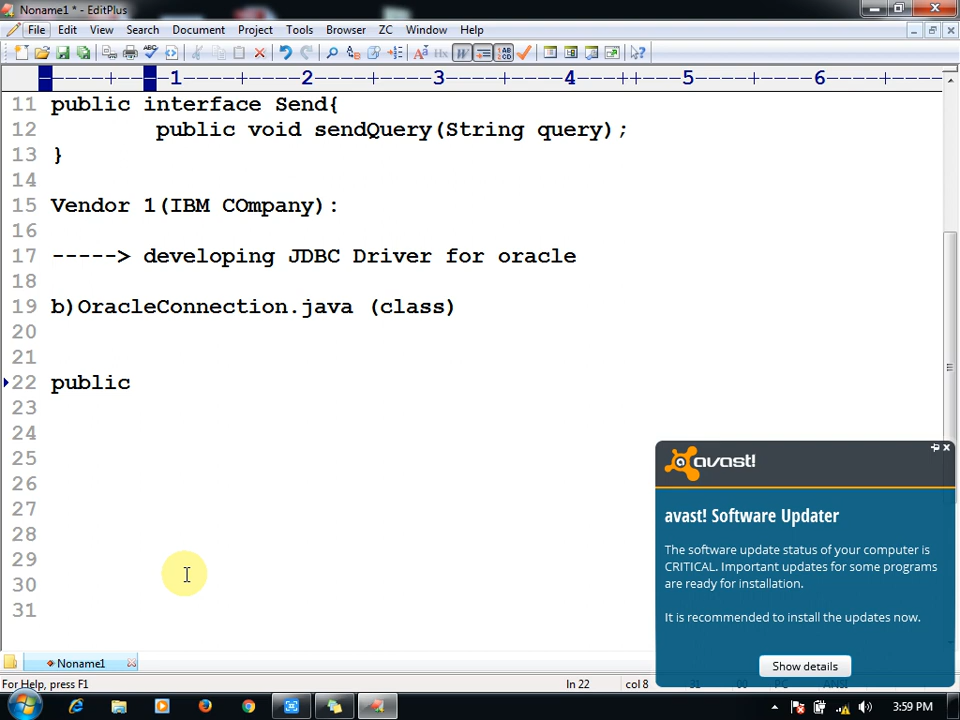 Noname1 * - EditPlus
File Edit View Search Document Project Tools Browser ZC Window Help
----+----1----+----2----+----3----+----4----++---5----+----6----+----
11 public interface Send{
12 public void sendQuery(String query);
13 }
14
15 Vendor 1(IBM COmpany):
16
17 -----> developing JDBC Driver for oracle
18
19 b)OracleConnection.java (class)
20
21
22 public
23
24
25
26
27
28
29
30
31
avast!
avast! Software Updater
The software update status of your computer is
CRITICAL. Important updates for some programs
are ready for installation.
It is recommended to install the updates now.
Show details
Noname1
For Help, press F1 ln 22 col 8 31 00 PC ANSI
3:59 PM